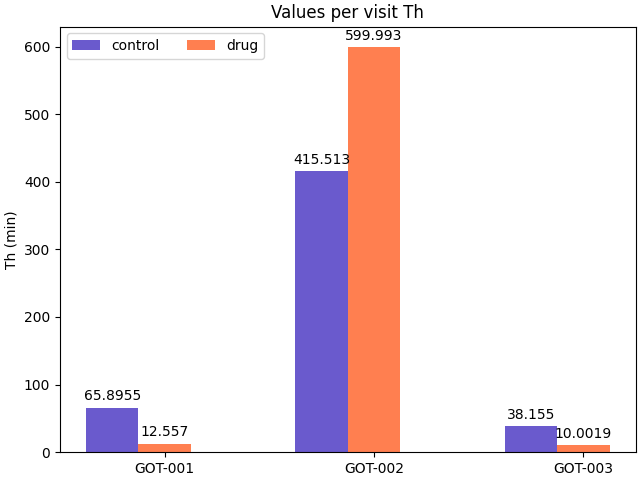 Values per visit Th
control
drug
599.993
415.513
65.8955
12.557
38.155
10.0019
600
500
400
300
200
100
0
Th (min)
GOT-001
GOT-002
GOT-003